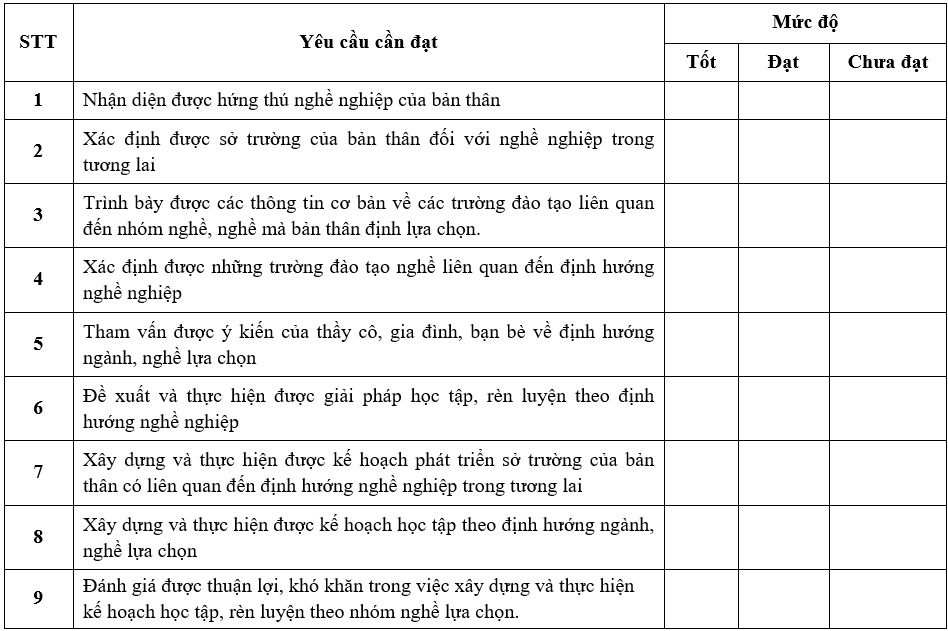 STT
Yêu cầu cần đạt
Mức độ
Tốt
Đạt
Chưa đạt
1
Nhận diện được hứng thú nghề nghiệp của bản thân
2
Xác định được sở trường của bản thân đối với nghề nghiệp trong
tương lai
3
Trình bày được các thông tin cơ bản về các trường đào tạo liên quan
đến nhóm nghề, nghề mà bản thân định lựa chọn.
4
Xác định được những trường đào tạo nghề liên quan đến định hướng
nghề nghiệp
5
Tham vấn được ý kiến của thầy cô, gia đình, bạn bè về định hướng
ngành, nghề lựa chọn
6
Đề xuất và thực hiện được giải pháp học tập, rèn luyện theo định
hướng nghề nghiệp
7
Xây dựng và thực hiện được kế hoạch phát triển sở trường của bản
thân có liên quan đến định hướng nghề nghiệp trong tương lai
8
Xây dựng và thực hiện được kế hoạch học tập theo định hướng ngành,
nghề lựa chọn
9
Đánh giá được thuận lợi, khó khăn trong việc xây dựng và thực hiện
kế hoạch học tập, rèn luyện theo nhóm nghề lựa chọn.